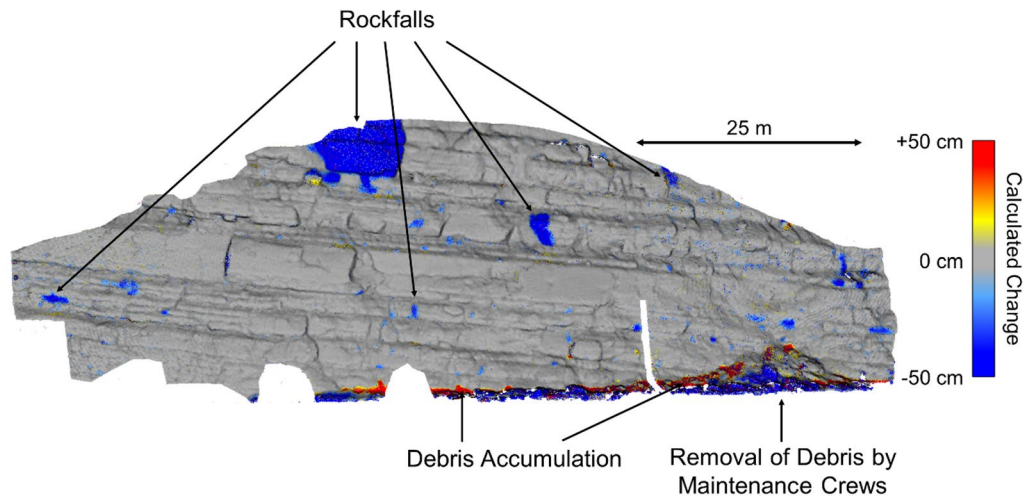 Rockfalls
25 m
+50 cm
0 cm
-50 cm
Calculated Change
Debris Accumulation
Removal of Debris by
Maintenance Crews